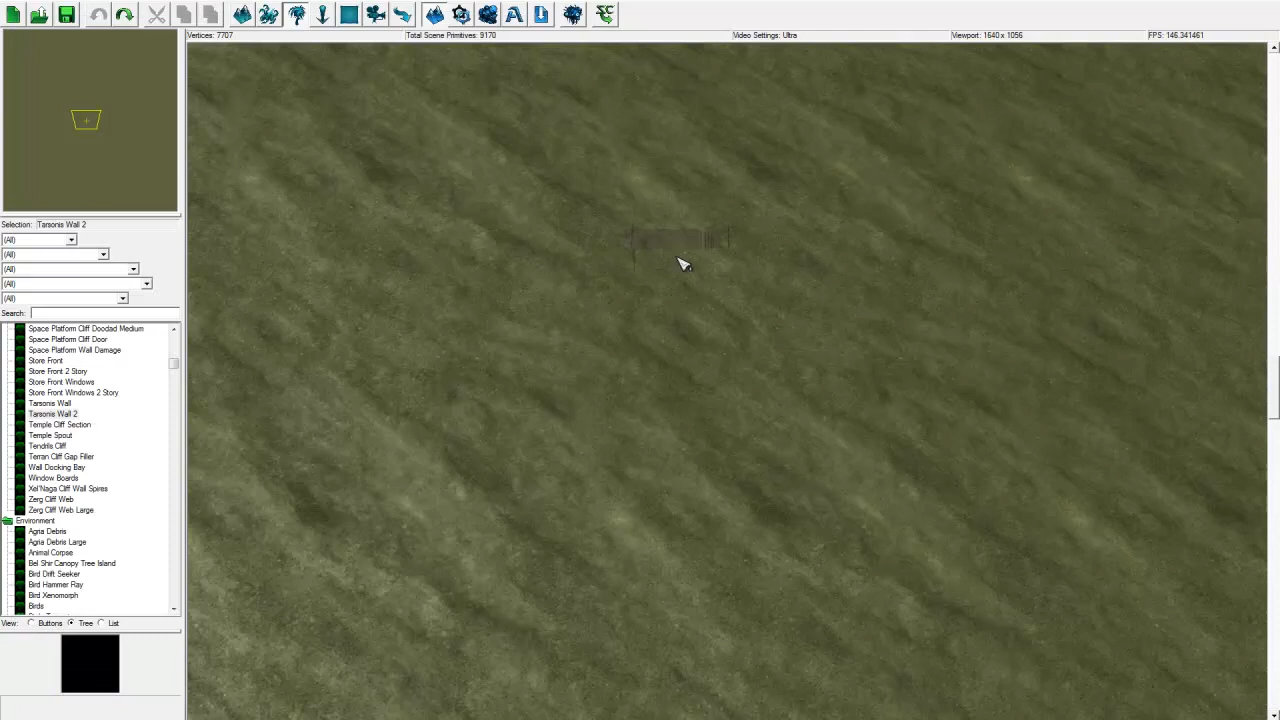 Vertices: 7707
Total Scene Primitives: 9170
Video Settings: Ultra
Viewport: 1640 x 1056
FPS: 146.341461
Selection: Tarsonis Wall 2
(All)
(All)
(All)
(All)
(All)
Search:
Space Platform Cliff Doodad Medium
Space Platform Cliff Door
Space Platform Wall Damage
Store Front
Store Front 2 Story
Store Front Windows
Store Front Windows 2 Story
Tarsonis Wall
Tarsonis Wall 2
Temple Cliff Section
Temple Spout
Tendrils Cliff
Terran Cliff Gap Filler
Wall Docking Bay
Window Boards
Xel'Naga Cliff Wall Spires
Zerg Cliff Web
Zerg Cliff Web Large
Environment
Agria Debris
Agria Debris Large
Animal Corpse
Bel Shir Canopy Tree Island
Bird Drift Seeker
Bird Hammer Ray
Bird Xenomorph
Birds
View: Buttons Tree List